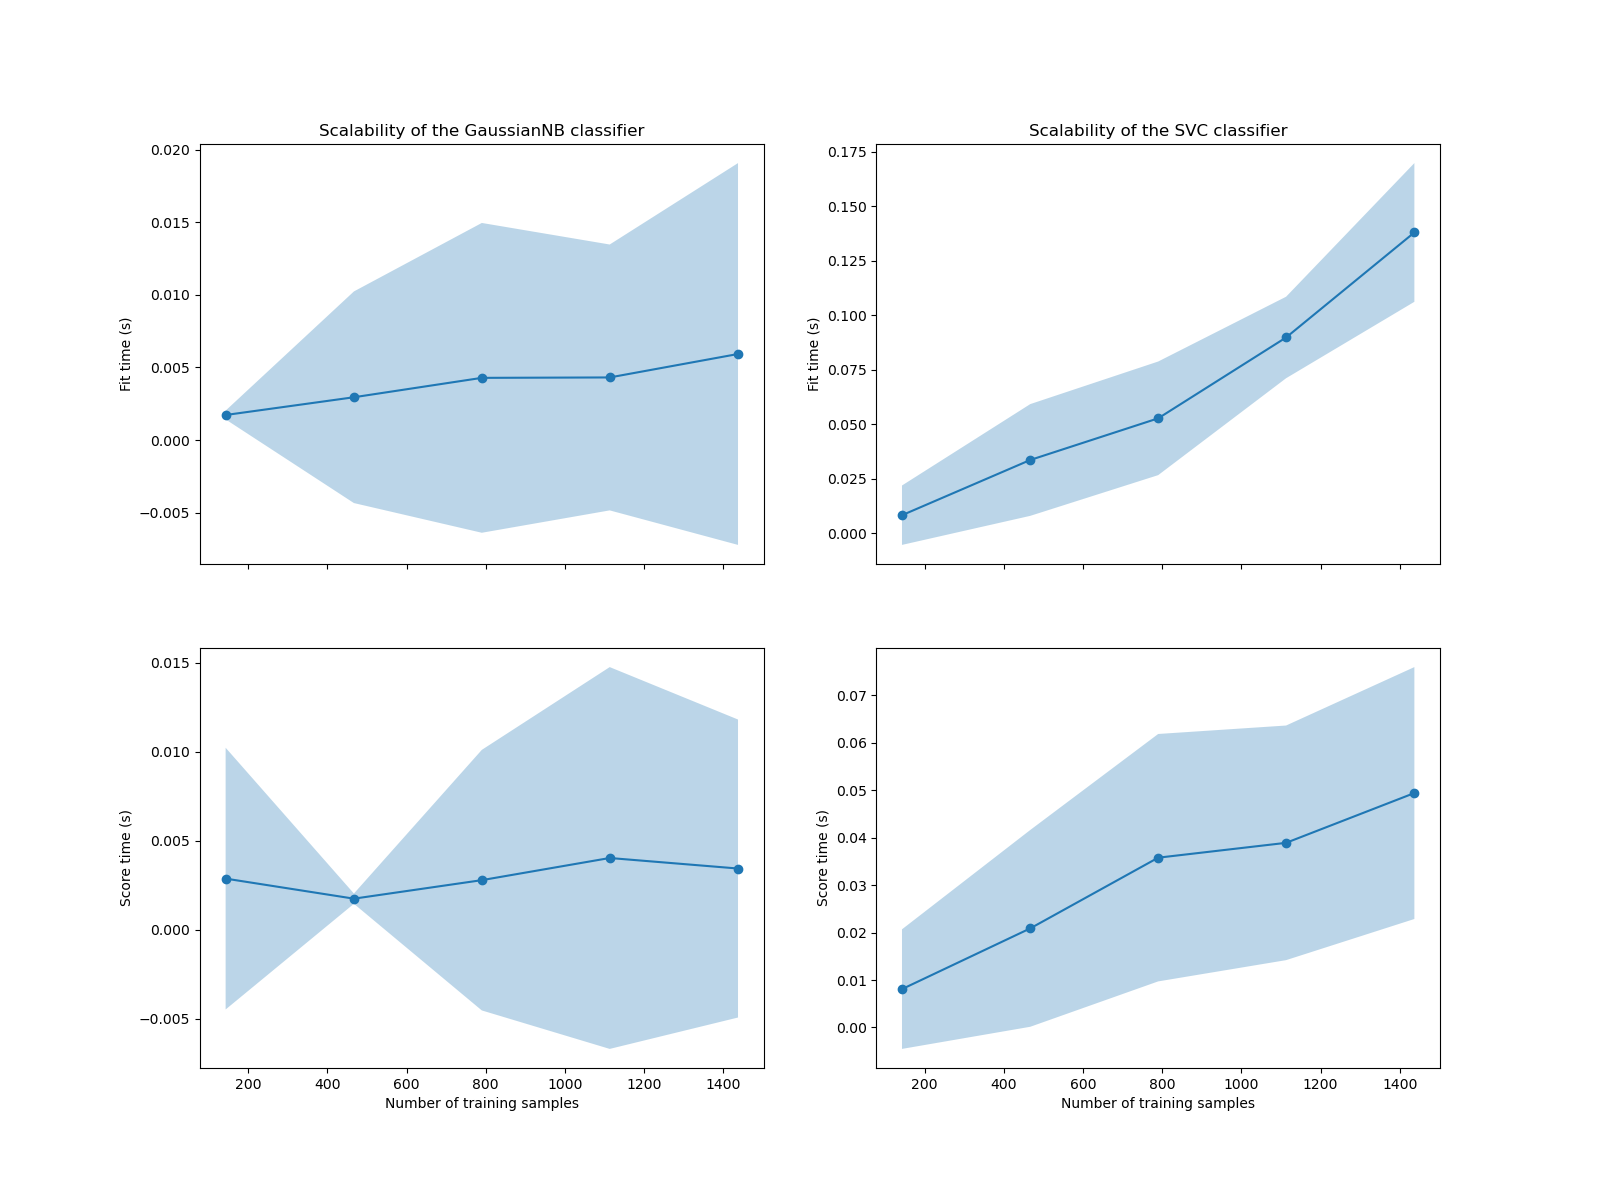 Scalability of the GaussianNB classifier
0.020
0.015
0.010
0.005
0.000
−0.005
Fit time (s)
Scalability of the SVC classifier
0.175
0.150
0.125
0.100
0.075
0.050
0.025
0.000
Fit time (s)
0.015
0.010
0.005
0.000
−0.005
Score time (s)
200 400 600 800 1000 1200 1400
Number of training samples
0.07
0.06
0.05
0.04
0.03
0.02
0.01
0.00
Score time (s)
200 400 600 800 1000 1200 1400
Number of training samples